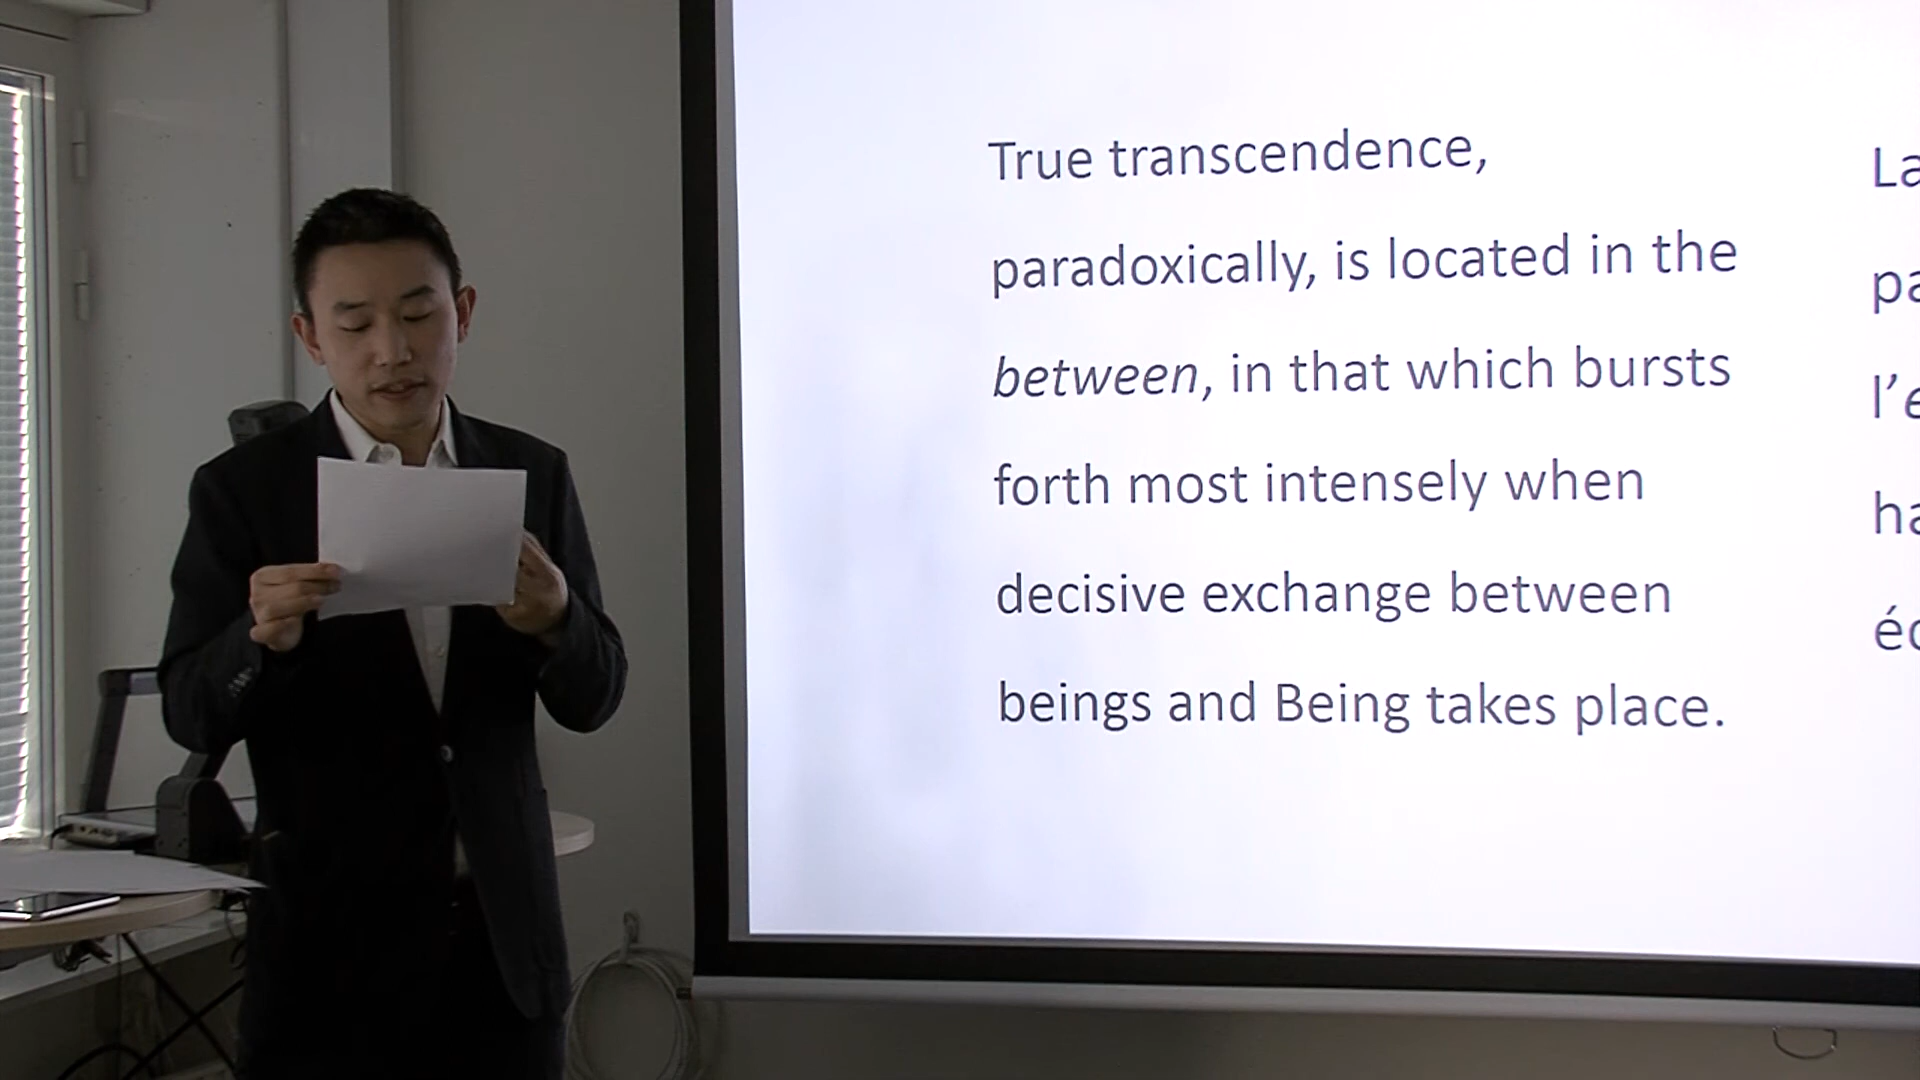 True transcendence,
paradoxically, is located in the
between, in that which bursts
forth most intensely when
decisive exchange between
beings and Being takes place.
La
pa
l’e
ha
éc